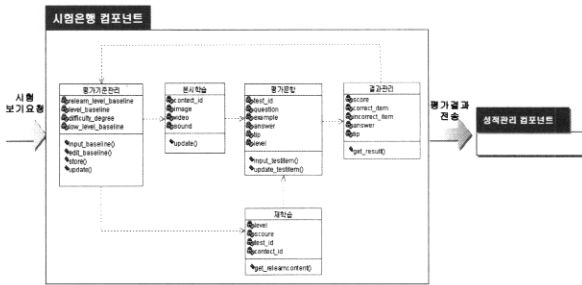 시험은행 컴포넌트
시험
보기요청
평가기준관리
relearn_level_baseline
level_baseline
difficulty_degree
low_level_baseline
input_baseline()
edit_baseline()
store()
update()
본시학습
contect_id
image
video
sound
update()
평가문항
test_id
question
example
answer
tip
level
input_testitem()
update_testitem()
결과관리
score
correct_item
incorrect_item
answer
tip
get_result()
재학습
level
scoure
test_id
contect_id
get_relearncontent()
평가결과
전송
성적관리 컴포넌트